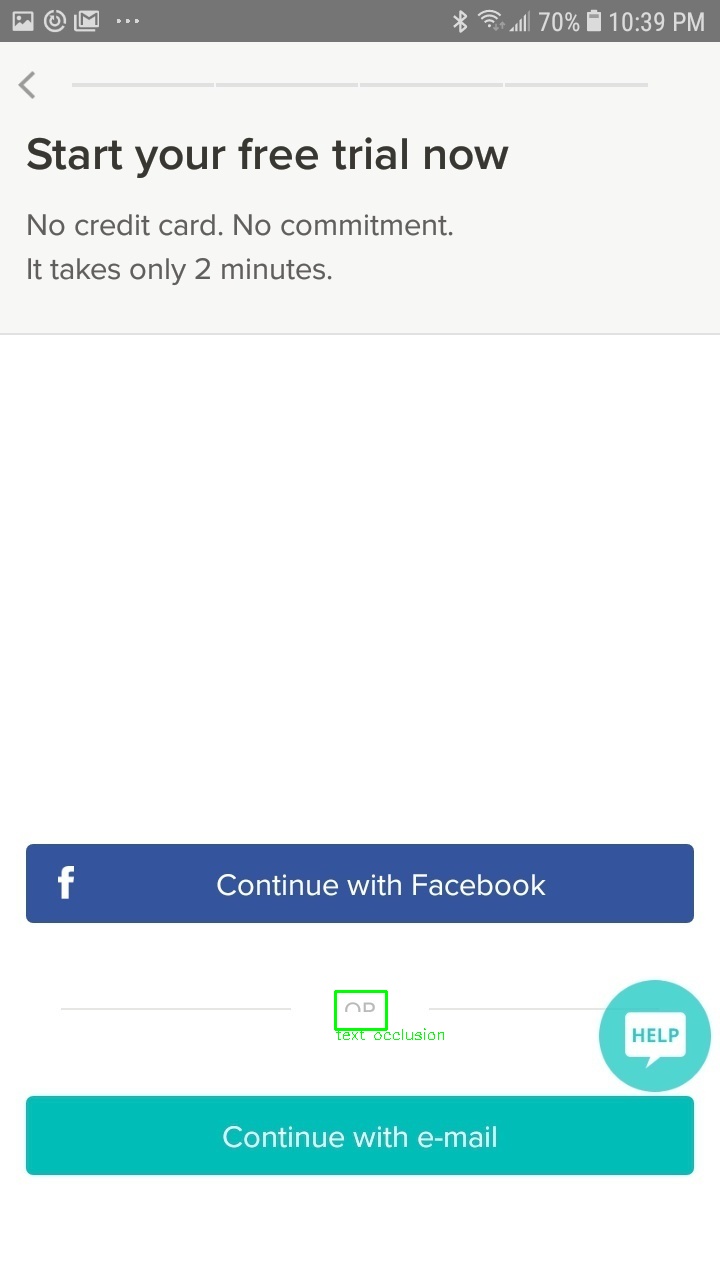 70% 10:39 PM
Start your free trial now
No credit card. No commitment.
It takes only 2 minutes.
f Continue with Facebook
OR
text occlusion
HELP
Continue with e-mail